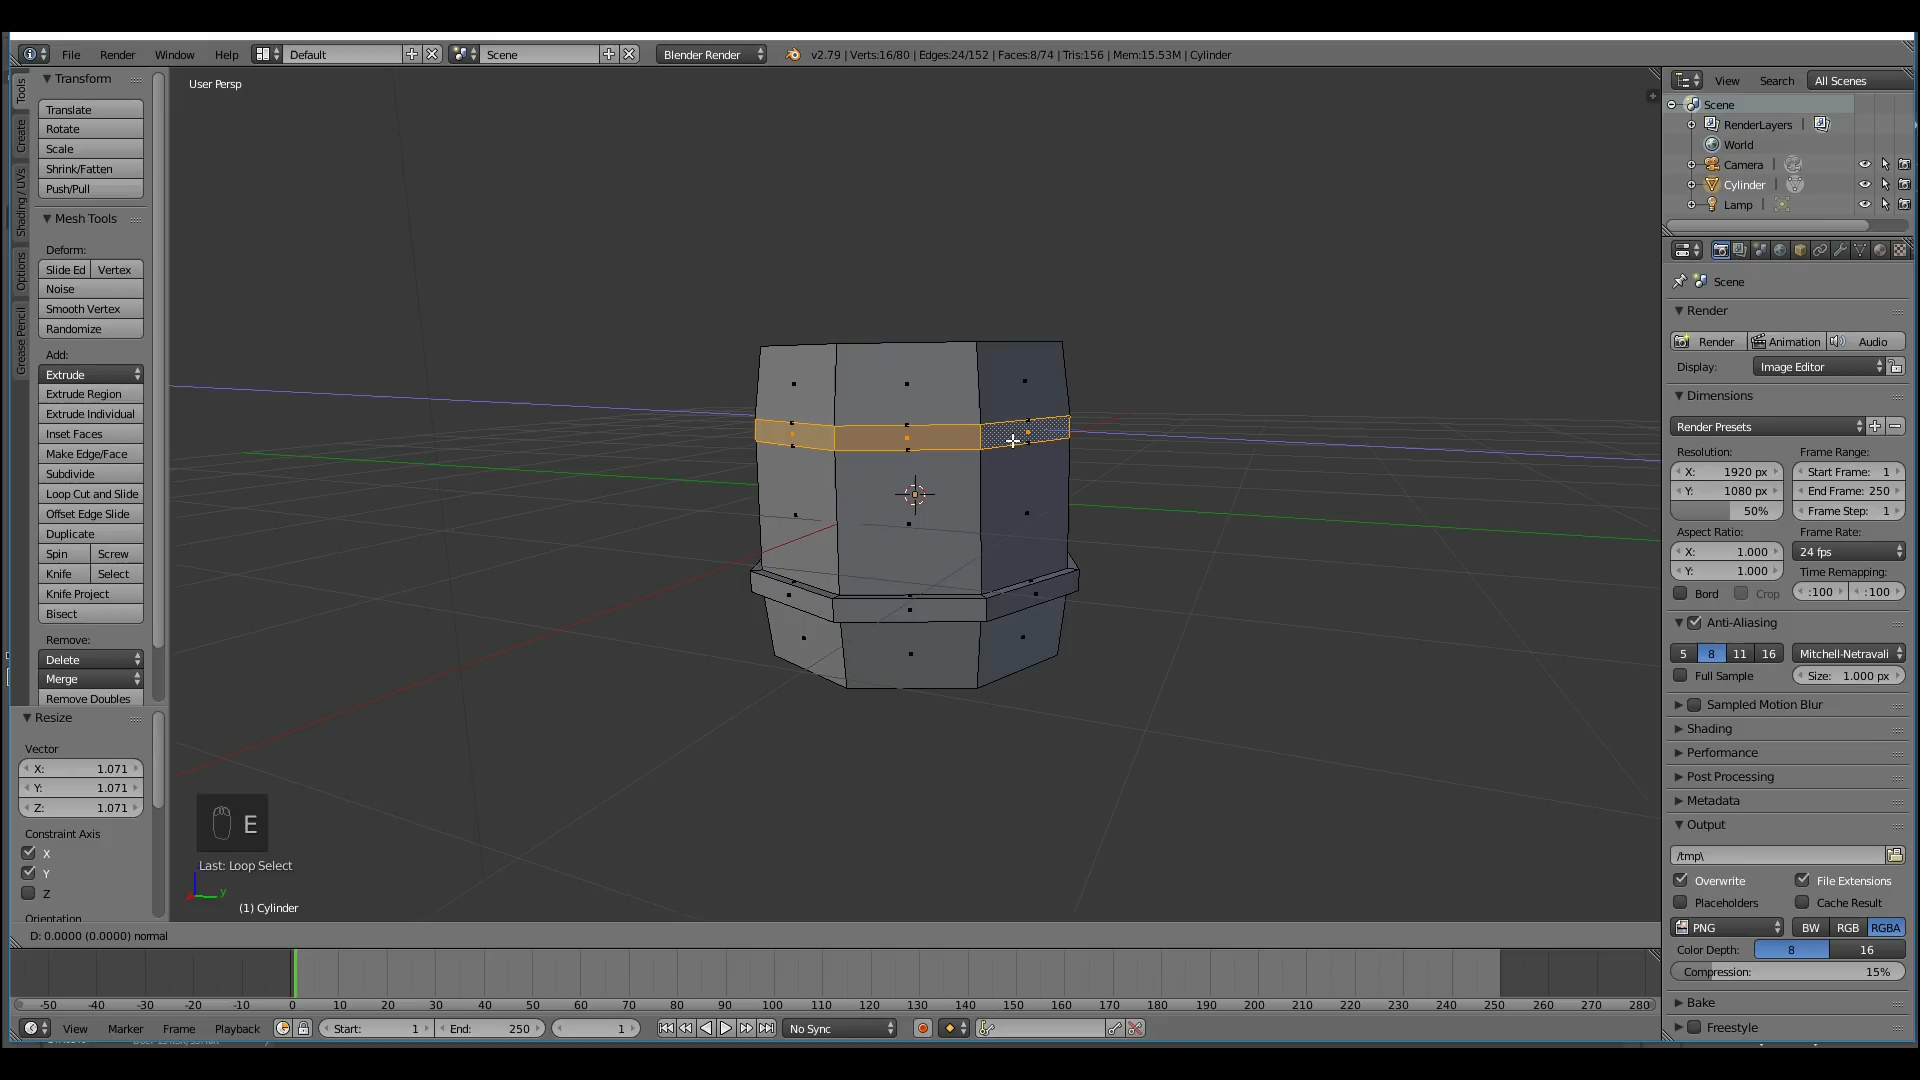 File Render Window Help Default Scene Blender Render v2.79 | Verts:16/80 | Edges:24/152 | Faces:8/74 | Tris:156 | Mem:15.53M | Cylinder
Tools
Create
Shading / UVs
Options
Grease Pencil
Transform
Translate
Rotate
Scale
Shrink/Fatten
Push/Pull
Mesh Tools
Deform:
Slide Ed Vertex
Noise
Smooth Vertex
Randomize
Add:
Extrude
Extrude Region
Extrude Individual
Inset Faces
Make Edge/Face
Subdivide
Loop Cut and Slide
Offset Edge Slide
Duplicate
Spin Screw
Knife Select
Knife Project
Bisect
Remove:
Delete
Merge
Remove Doubles
Resize
Vector
X: 1.071
Y: 1.071
Z: 1.071
Constraint Axis
X
Y
Z
Orientation
User Persp
E
Last: Loop Select
y
(1) Cylinder
D: 0.0000 (0.0000) normal
-50 -40 -30 -20 -10 0 10 20 30 40 50 60 70 80 90 100 110 120 130 140 150 160 170 180 190 200 210 220 230 240 250 260 270 280
View Marker Frame Playback Start: 1 End: 250 1 No Sync
View Search All Scenes
Scene
RenderLayers |
World
Camera |
Cylinder |
Lamp |
Scene
Render
Render Animation Audio
Display: Image Editor
Dimensions
Render Presets
Resolution: Frame Range:
X: 1920 px Start Frame: 1
Y: 1080 px End Frame: 250
50% Frame Step: 1
Aspect Ratio: Frame Rate:
X: 1.000 24 fps
Y: 1.000 Time Remapping:
Bord Crop :100 :100
Anti-Aliasing
5 8 11 16 Mitchell-Netravali
Full Sample Size: 1.000 px
Sampled Motion Blur
Shading
Performance
Post Processing
Metadata
Output
/tmp\
Overwrite File Extensions
Placeholders Cache Result
PNG BW RGB RGBA
Color Depth: 8 16
Compression: 15%
Bake
Freestyle